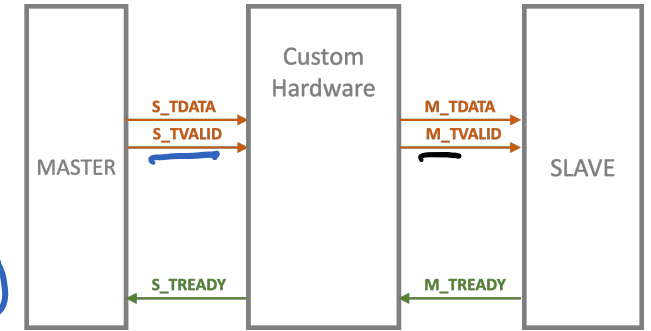 Custom
Hardware
S_TDATA
M_TDATA
S_TVALID
M_TVALID
MASTER
SLAVE
S_TREADY
M_TREADY